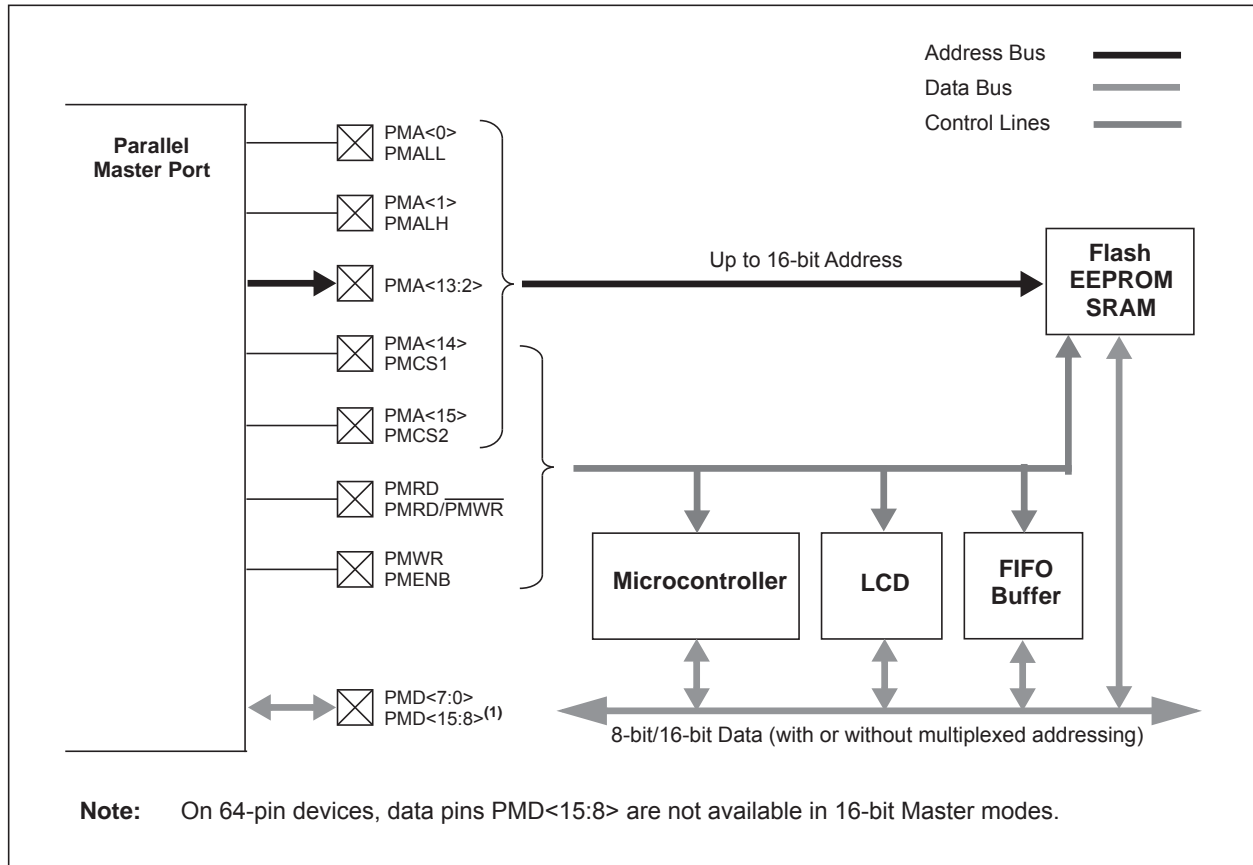 Address Bus
Data Bus
Control Lines
Parallel
Master Port
PMA<0>
PMALL
PMA<1>
PMALH
PMA<13:2>
PMA<14>
PMCS1
PMA<15>
PMCS2
PMRD
PMRD/PMWR
PMWR
PMENB
PMD<7:0>
PMD<15:8>(1)
Up to 16-bit Address
Flash
EEPROM
SRAM
Microcontroller
LCD
FIFO
Buffer
8-bit/16-bit Data (with or without multiplexed addressing)
Note: On 64-pin devices, data pins PMD<15:8> are not available in 16-bit Master modes.